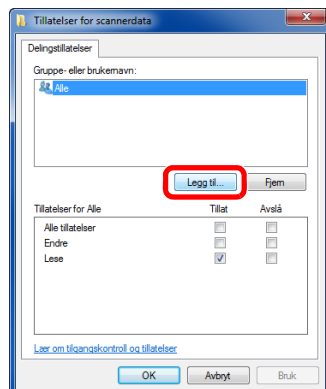 Tillatelser for scannerdata
Delingstillatelser
Gruppe- eller brukernavn:
Alle
Legg til...
Fjern
Tillatelser for Alle Tillat Avslå
Alle tillatelser
Endre
Lese
Lær om tilgangskontroll og tillatelser
OK Avbryt Bruk